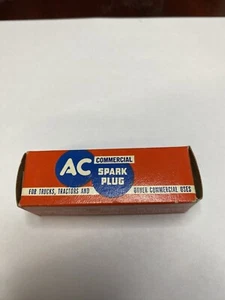 AC
COMMERCIAL
SPARK
PLUG
FOR TRUCKS, TRACTORS AND OTHER COMMERCIAL USES